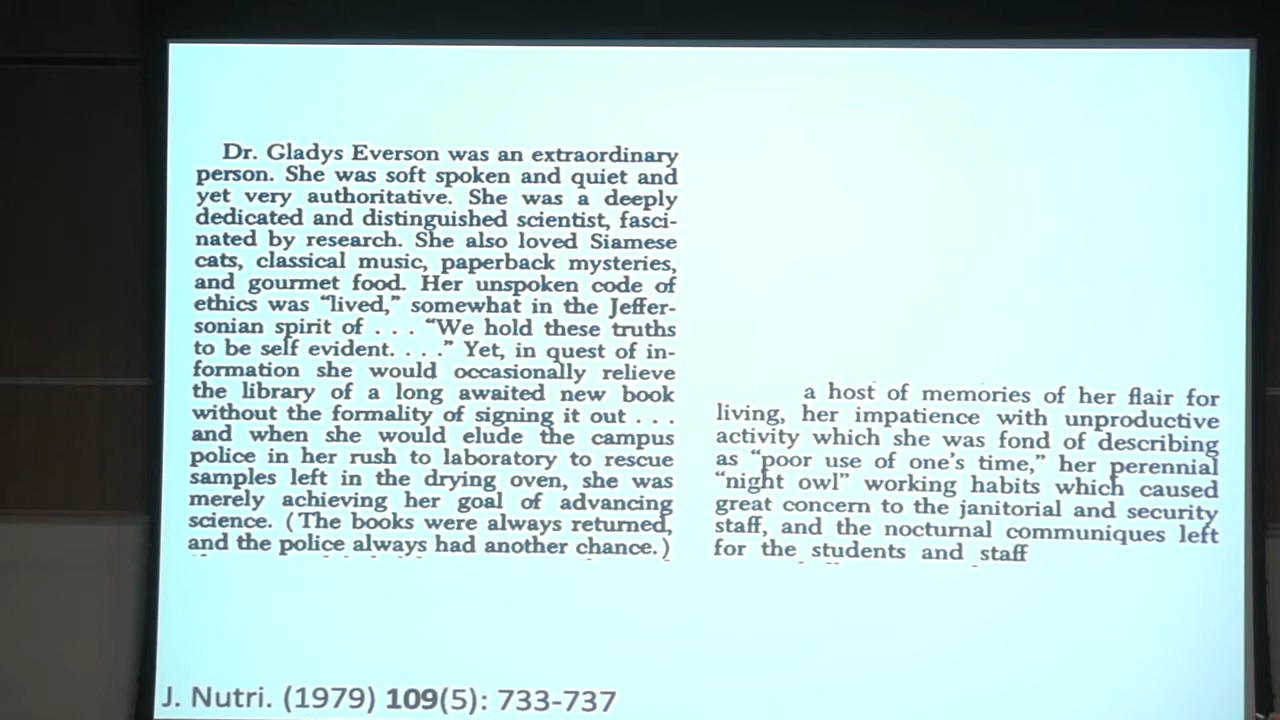 Dr. Gladys Everson was an extraordinary
person. She was soft spoken and quiet and
yet very authoritative. She was a deeply
dedicated and distinguished scientist, fasci-
nated by research. She also loved Siamese
cats, classical music, paperback mysteries,
and gourmet food. Her unspoken code of
ethics was “lived,” somewhat in the Jeffer-
sonian spirit of . . . “We hold these truths
to be self evident. . . .” Yet, in quest of in-
formation she would occasionally relieve
the library of a long awaited new book
without the formality of signing it out . . .
and when she would elude the campus
police in her rush to laboratory to rescue
samples left in the drying oven, she was
merely achieving her goal of advancing
science. (The books were always returned,
and the police always had another chance.)
a host of memories of her flair for
living, her impatience with unproductive
activity which she was fond of describing
as “poor use of one’s time,” her perennial
“night owl” working habits which caused
great concern to the janitorial and security
staff, and the nocturnal communiques left
for the students and staff
J. Nutri. (1979) 109(5): 733-737